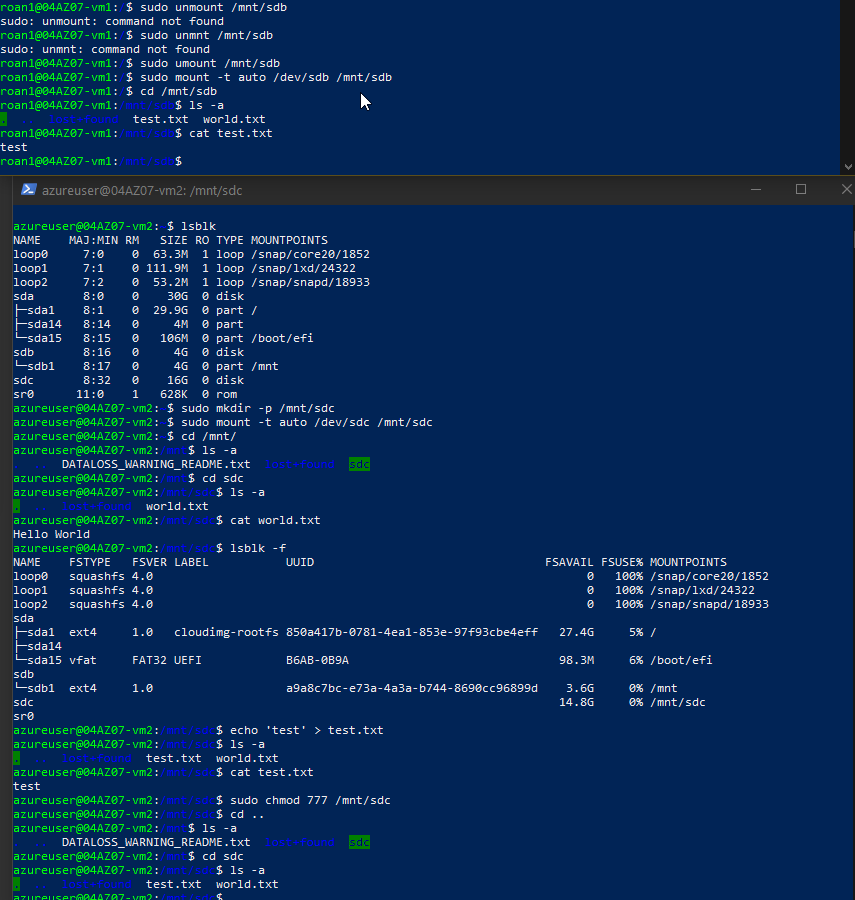 roan1@04AZ07-vm1:~$ sudo unmount /mnt/sdb
sudo: unmount: command not found
roan1@04AZ07-vm1:~$ sudo unmnt /mnt/sdb
sudo: unmnt: command not found
roan1@04AZ07-vm1:~$ sudo umount /mnt/sdb
roan1@04AZ07-vm1:~$ sudo mount -t auto /dev/sdb /mnt/sdb
roan1@04AZ07-vm1:~$ cd /mnt/sdb
roan1@04AZ07-vm1:/mnt/sdb$ ls -a
. .. lost+found test.txt world.txt
roan1@04AZ07-vm1:/mnt/sdb$ cat test.txt
test
roan1@04AZ07-vm1:/mnt/sdb$
azureuser@04AZ07-vm2: /mnt/sdc
azureuser@04AZ07-vm2:~$ lsblk
NAME MAJ:MIN RM SIZE RO TYPE MOUNTPOINTS
loop0 7:0 0 63.3M 1 loop /snap/core20/1852
loop1 7:1 0 111.9M 1 loop /snap/lxd/24322
loop2 7:2 0 53.2M 1 loop /snap/snapd/18933
sda 8:0 0 30G 0 disk
├─sda1 8:1 0 29.9G 0 part /
├─sda14 8:14 0 4M 0 part
└─sda15 8:15 0 106M 0 part /boot/efi
sdb 8:16 0 4G 0 disk
└─sdb1 8:17 0 4G 0 part /mnt
sdc 8:32 0 16G 0 disk
sr0 11:0 1 628K 0 rom
azureuser@04AZ07-vm2:~$ sudo mkdir -p /mnt/sdc
azureuser@04AZ07-vm2:~$ sudo mount -t auto /dev/sdc /mnt/sdc
azureuser@04AZ07-vm2:~$ cd /mnt/
azureuser@04AZ07-vm2:/mnt$ ls -a
. .. DATALOSS_WARNING_README.txt lost+found sdc
azureuser@04AZ07-vm2:/mnt$ cd sdc
azureuser@04AZ07-vm2:/mnt/sdc$ ls -a
. .. lost+found world.txt
azureuser@04AZ07-vm2:/mnt/sdc$ cat world.txt
Hello World
azureuser@04AZ07-vm2:/mnt/sdc$ lsblk -f
NAME FSTYPE FSVER LABEL UUID FSAVAIL FSUSE% MOUNTPOINTS
loop0 squashfs 4.0 0 100% /snap/core20/1852
loop1 squashfs 4.0 0 100% /snap/lxd/24322
loop2 squashfs 4.0 0 100% /snap/snapd/18933
sda
├─sda1 ext4 1.0 cloudimg-rootfs 850a417b-0781-4ea1-853e-97f93cbe4eff 27.4G 5% /
├─sda14
└─sda15 vfat FAT32 UEFI B6AB-0B9A 98.3M 6% /boot/efi
sdb
└─sdb1 ext4 1.0 a9a8c7bc-e73a-4a3a-b744-8690cc96899d 3.6G 0% /mnt
sdc 14.8G 0% /mnt/sdc
sr0
azureuser@04AZ07-vm2:/mnt/sdc$ echo 'test' > test.txt
azureuser@04AZ07-vm2:/mnt/sdc$ ls -a
. .. lost+found test.txt world.txt
azureuser@04AZ07-vm2:/mnt/sdc$ cat test.txt
test
azureuser@04AZ07-vm2:/mnt/sdc$ sudo chmod 777 /mnt/sdc
azureuser@04AZ07-vm2:/mnt/sdc$ cd ..
azureuser@04AZ07-vm2:/mnt$ ls -a
. .. DATALOSS_WARNING_README.txt lost+found sdc
azureuser@04AZ07-vm2:/mnt$ cd sdc
azureuser@04AZ07-vm2:/mnt/sdc$ ls -a
. .. lost+found test.txt world.txt
azureuser@04AZ07-vm2:/mnt/sdc$